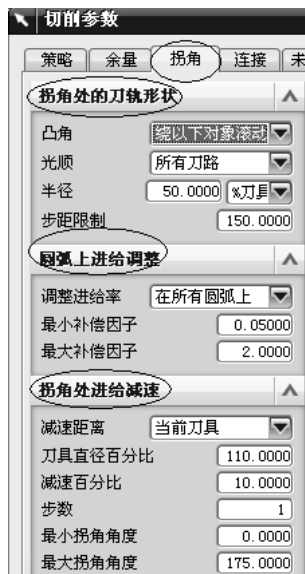 切削参数
策略 余量 拐角 连接 未
拐角处的刀轨形状
凸角 绕以下对象滚动
光顺 所有刀路
半径 50.0000 %刀具
步距限制 150.0000
圆弧上进给调整
调整进给率 在所有圆弧上
最小补偿因子 0.05000
最大补偿因子 2.0000
拐角处进给减速
减速距离 当前刀具
刀具直径百分比 110.0000
减速百分比 10.0000
步数 1
最小拐角角度 0.0000
最大拐角角度 175.0000